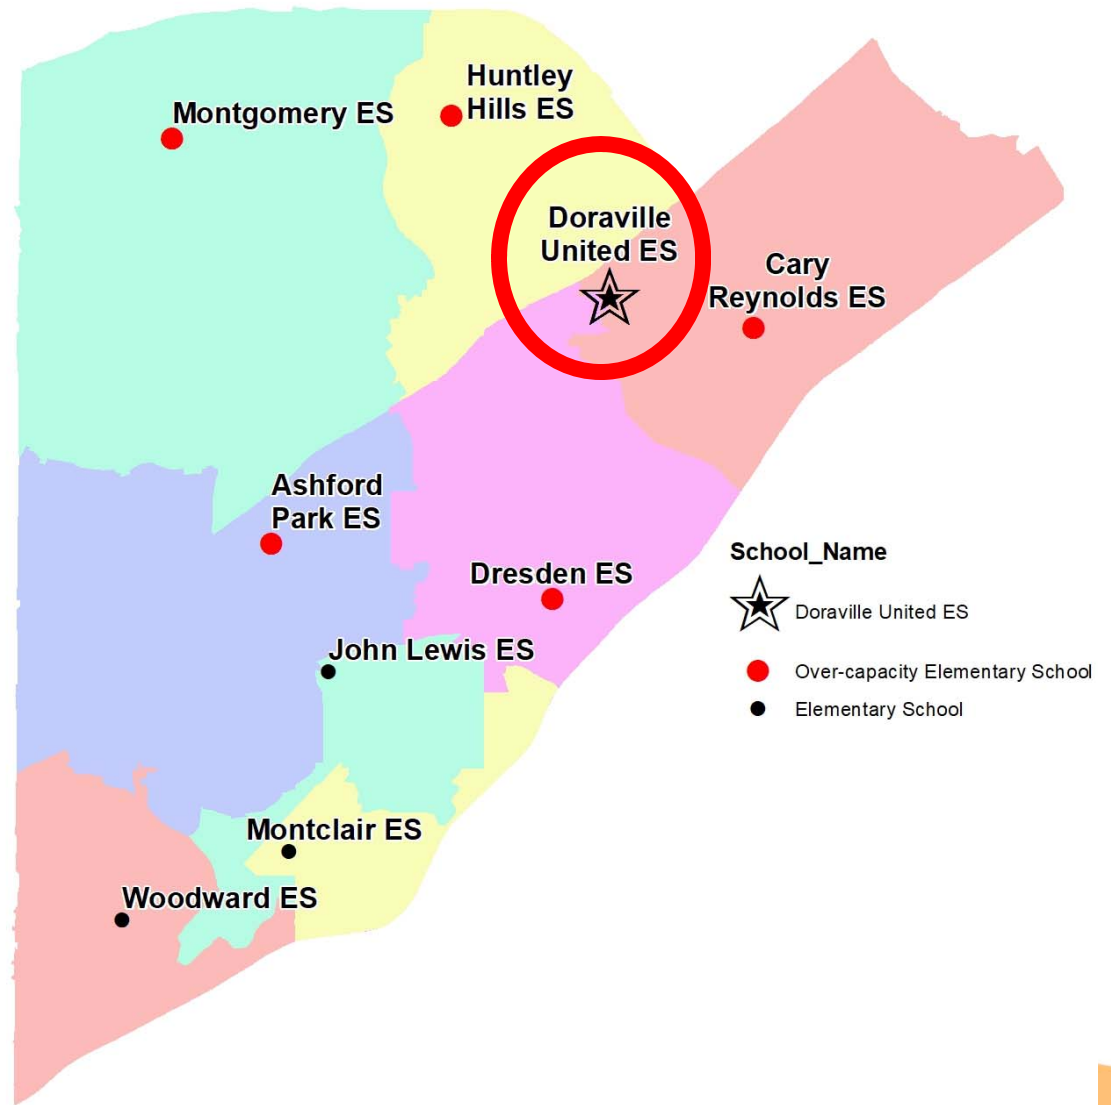 Huntley
Hills ES
Montgomery ES
Doraville
United ES
Cary
Reynolds ES
Ashford
Park ES
Dresden ES
John Lewis ES
Montclair ES
Woodward ES
School_Name
Doraville United ES
Over-capacity Elementary School
Elementary School